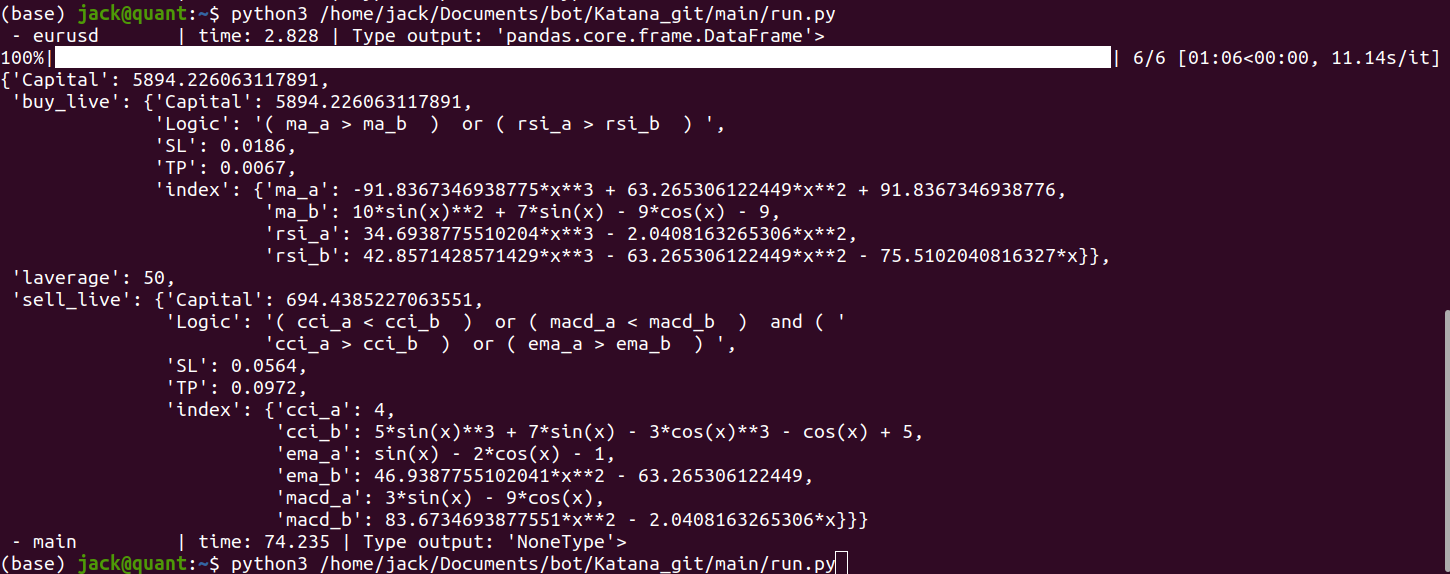 (base) jack@quant:~$ python3 /home/jack/Documents/bot/Katana_git/main/run.py
 - eurusd       | time: 2.828 | Type output: 'pandas.core.frame.DataFrame'>
100%|                                                                                                | 6/6 [01:06<00:00, 11.14s/it]
{'Capital': 5894.226063117891,
 'buy_live': {'Capital': 5894.226063117891,
              'Logic': '( ma_a > ma_b  )  or ( rsi_a > rsi_b  ) ',
              'SL': 0.0186,
              'TP': 0.0067,
              'index': {'ma_a': -91.8367346938775*x**3 + 63.265306122449*x**2 + 91.8367346938776,
                        'ma_b': 10*sin(x)**2 + 7*sin(x) - 9*cos(x) - 9,
                        'rsi_a': 34.6938775510204*x**3 - 2.0408163265306*x**2,
                        'rsi_b': 42.8571428571429*x**3 - 63.265306122449*x**2 - 75.5102040816327*x}},
 'laverage': 50,
 'sell_live': {'Capital': 694.4385227063551,
               'Logic': '( cci_a < cci_b  )  or ( macd_a < macd_b  )  and ( '
                        'cci_a > cci_b  )  or ( ema_a > ema_b  ) ',
               'SL': 0.0564,
               'TP': 0.0972,
               'index': {'cci_a': 4,
                         'cci_b': 5*sin(x)**3 + 7*sin(x) - 3*cos(x)**3 - cos(x) + 5,
                         'ema_a': sin(x) - 2*cos(x) - 1,
                         'ema_b': 46.9387755102041*x**2 - 63.265306122449,
                         'macd_a': 3*sin(x) - 9*cos(x),
                         'macd_b': 83.6734693877551*x**2 - 2.0408163265306*x}}}
 - main         | time: 74.235 | Type output: 'NoneType'>
(base) jack@quant:~$ python3 /home/jack/Documents/bot/Katana_git/main/run.py